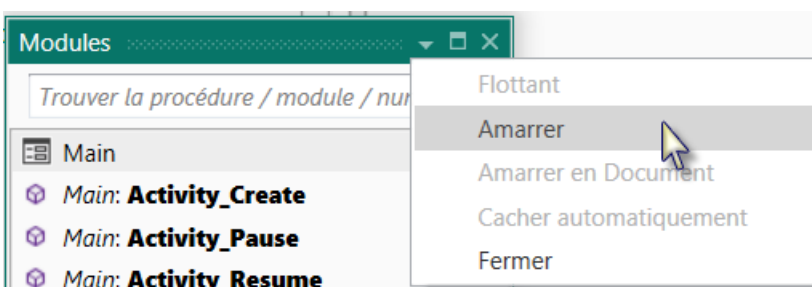 Modules
Trouver la procédure / module / nur
Main
Main: Activity_Create
Main: Activity_Pause
Main: Activity_Resume
Flottant
Amarrer
Amarrer en Document
Cacher automatiquement
Fermer